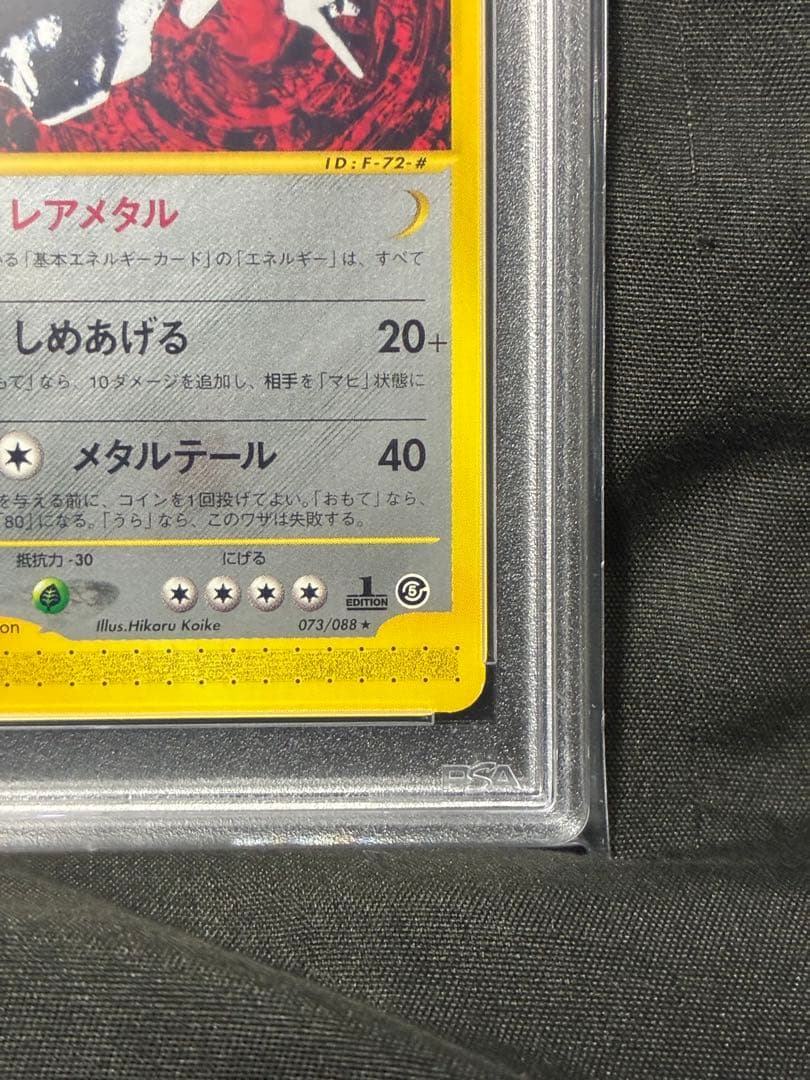 ID:F-72-#
レアメタル
いる「基本エネルギーカード」の「エネルギー」は、すべて
しめあげる 20+
もて」なら、10ダメージを追加し、相手を「マヒ」状態に
メタルテール 40
を与える前に、コインを1回投げてよい。「おもて」なら、
「80」になる。「うら」なら、このワザは失敗する。
抵抗力 -30 にげる
1 EDITION 5
on Illus.Hikaru Koike 073/088 ★
PSA